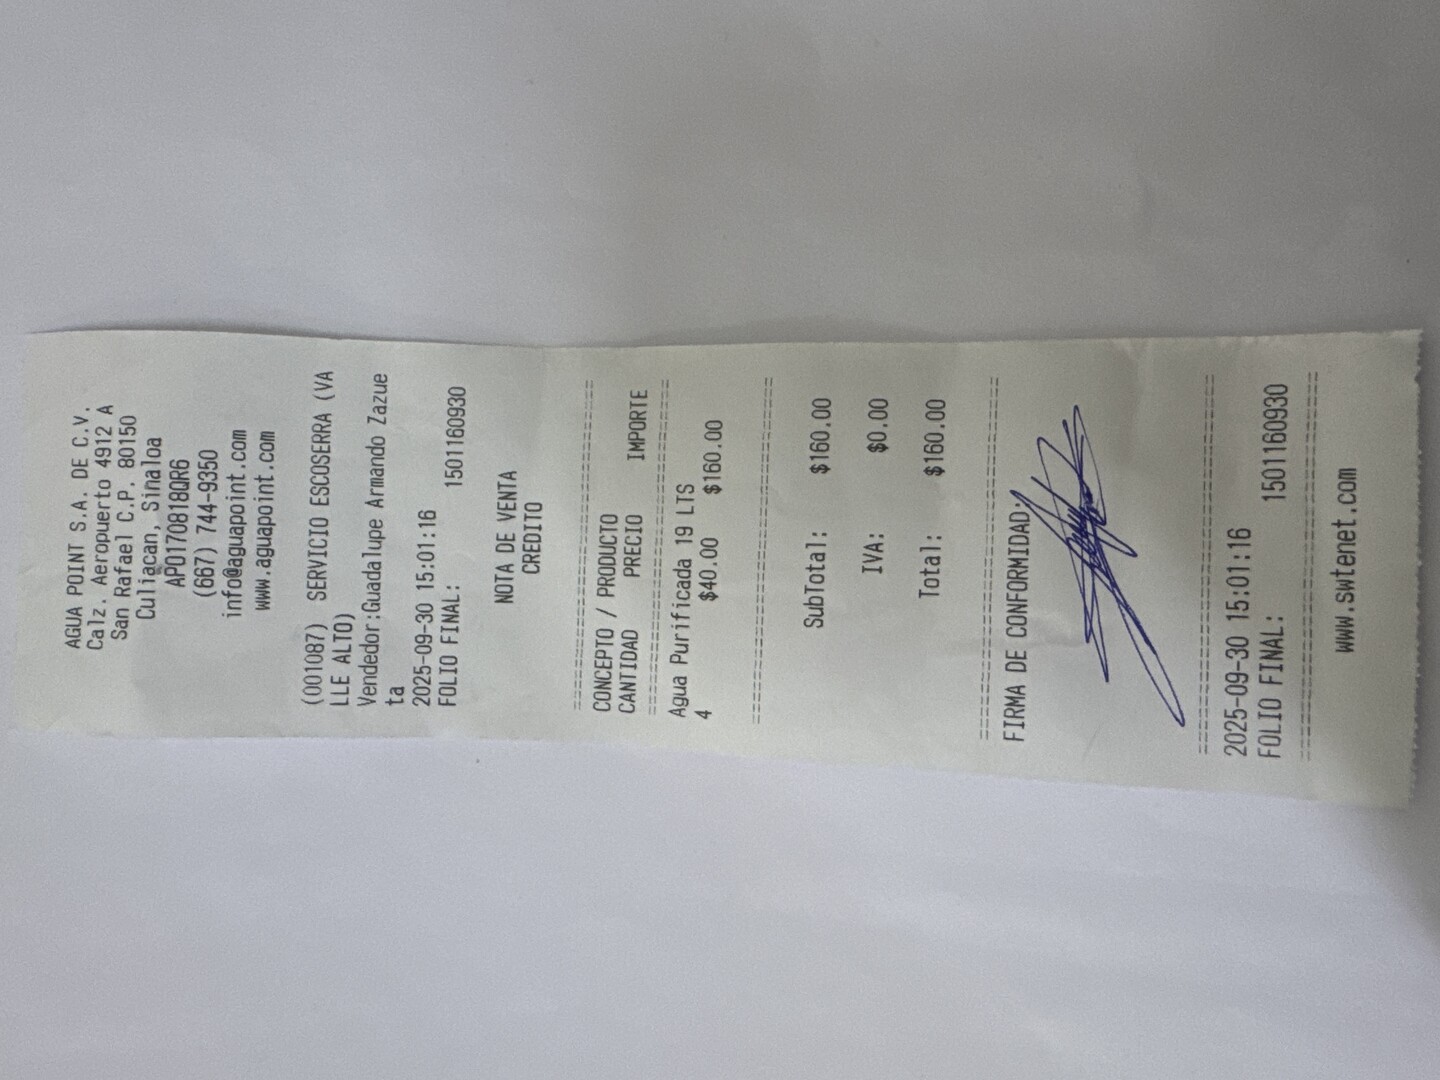 AGUA POINT S.A. DE C.V.
Calz. Aeropuerto 4912 A
San Rafael C.P. 80150
Culiacan, Sinaloa
APO170818QR6
(667) 744-9350
info@aguapoint.com
www.aguapoint.com
(001087) SERVICIO ESCOSERRA (VA
LLE ALTO)
Vendedor:Guadalupe Armando Zazue
ta
2025-09-30 15:01:16
FOLIO FINAL: 1501160930
NOTA DE VENTA
CREDITO
CONCEPTO / PRODUCTO
CANTIDAD PRECIO IMPORTE
Agua Purificada 19 LTS
4 $40.00 $160.00
SubTotal: $160.00
IVA: $0.00
Total: $160.00
FIRMA DE CONFORMIDAD:
2025-09-30 15:01:16
FOLIO FINAL: 1501160930
www.swtenet.com